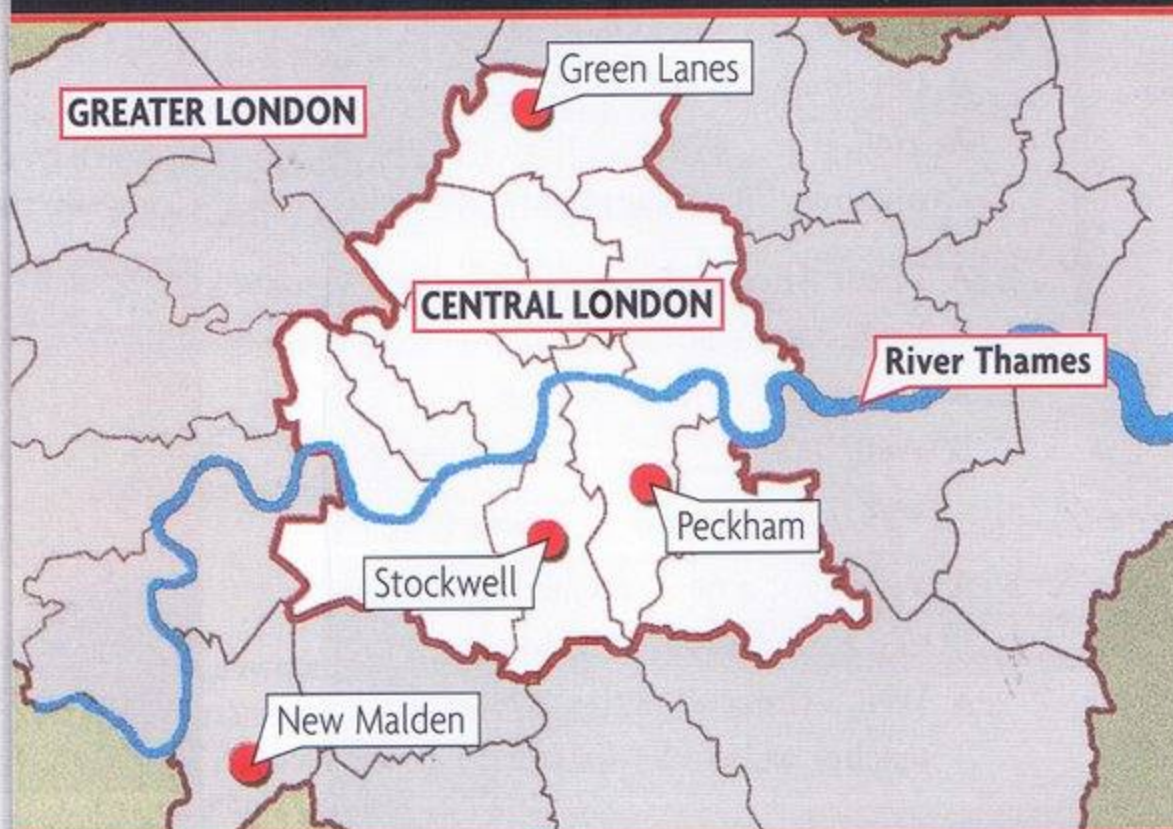 Green Lanes
GREATER LONDON
CENTRAL LONDON
River Thames
Peckham
Stockwell
New Malden